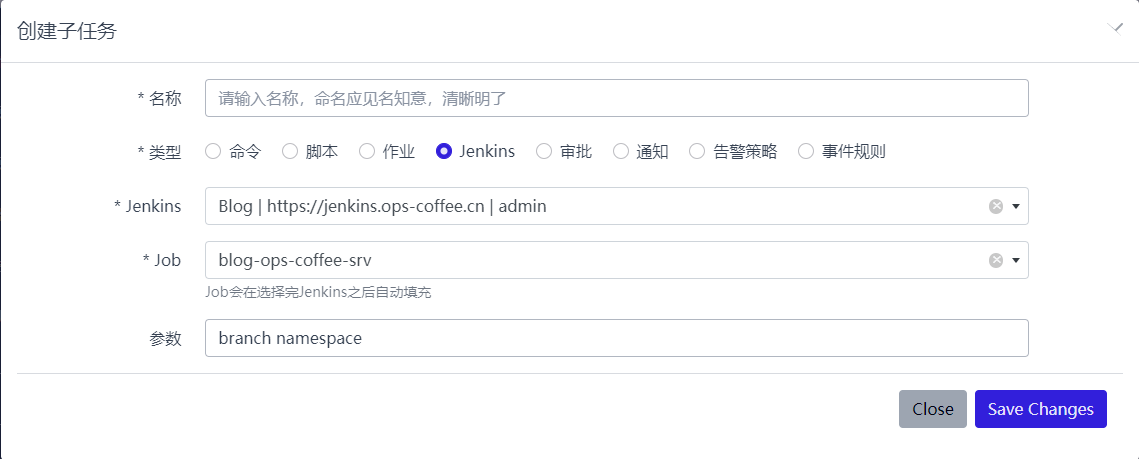 创建子任务
* 名称 请输入名称，命名应见名知意，清晰明了
* 类型 命令 脚本 作业 Jenkins 审批 通知 告警策略 事件规则
* Jenkins Blog | https://jenkins.ops-coffee.cn | admin
* Job blog-ops-coffee-srv
Job会在选择完Jenkins之后自动填充
参数 branch namespace
Close Save Changes